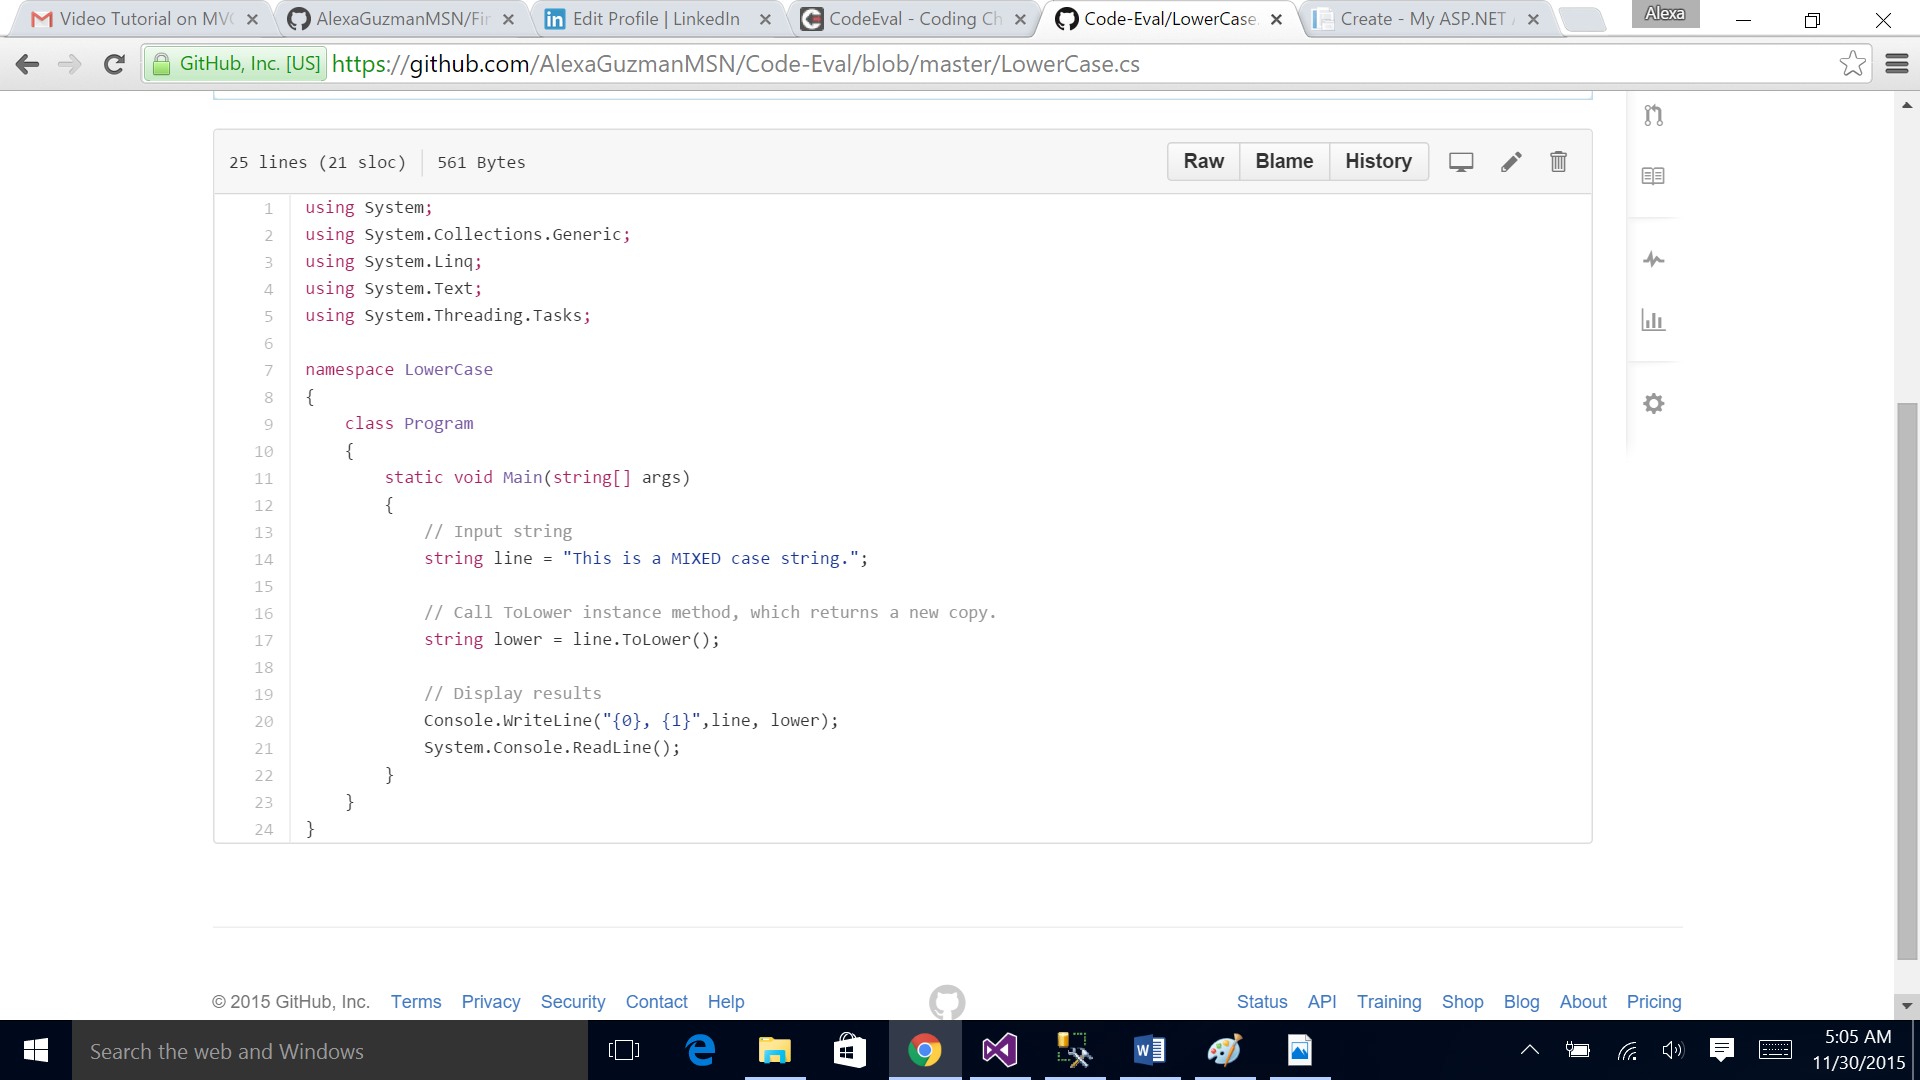 Video Tutorial on MVC
AlexaGuzmanMSN/Fir
Edit Profile | LinkedIn
CodeEval - Coding Ch
Code-Eval/LowerCase.
Create - My ASP.NET
Alexa
GitHub, Inc. [US] https://github.com/AlexaGuzmanMSN/Code-Eval/blob/master/LowerCase.cs
25 lines (21 sloc) 561 Bytes Raw Blame History
1 using System;
2 using System.Collections.Generic;
3 using System.Linq;
4 using System.Text;
5 using System.Threading.Tasks;
6
7 namespace LowerCase
8 {
9 class Program
10 {
11 static void Main(string[] args)
12 {
13 // Input string
14 string line = "This is a MIXED case string.";
15
16 // Call ToLower instance method, which returns a new copy.
17 string lower = line.ToLower();
18
19 // Display results
20 Console.WriteLine("{0}, {1}",line, lower);
21 System.Console.ReadLine();
22 }
23 }
24 }
© 2015 GitHub, Inc. Terms Privacy Security Contact Help Status API Training Shop Blog About Pricing
Search the web and Windows
5:05 AM
11/30/2015